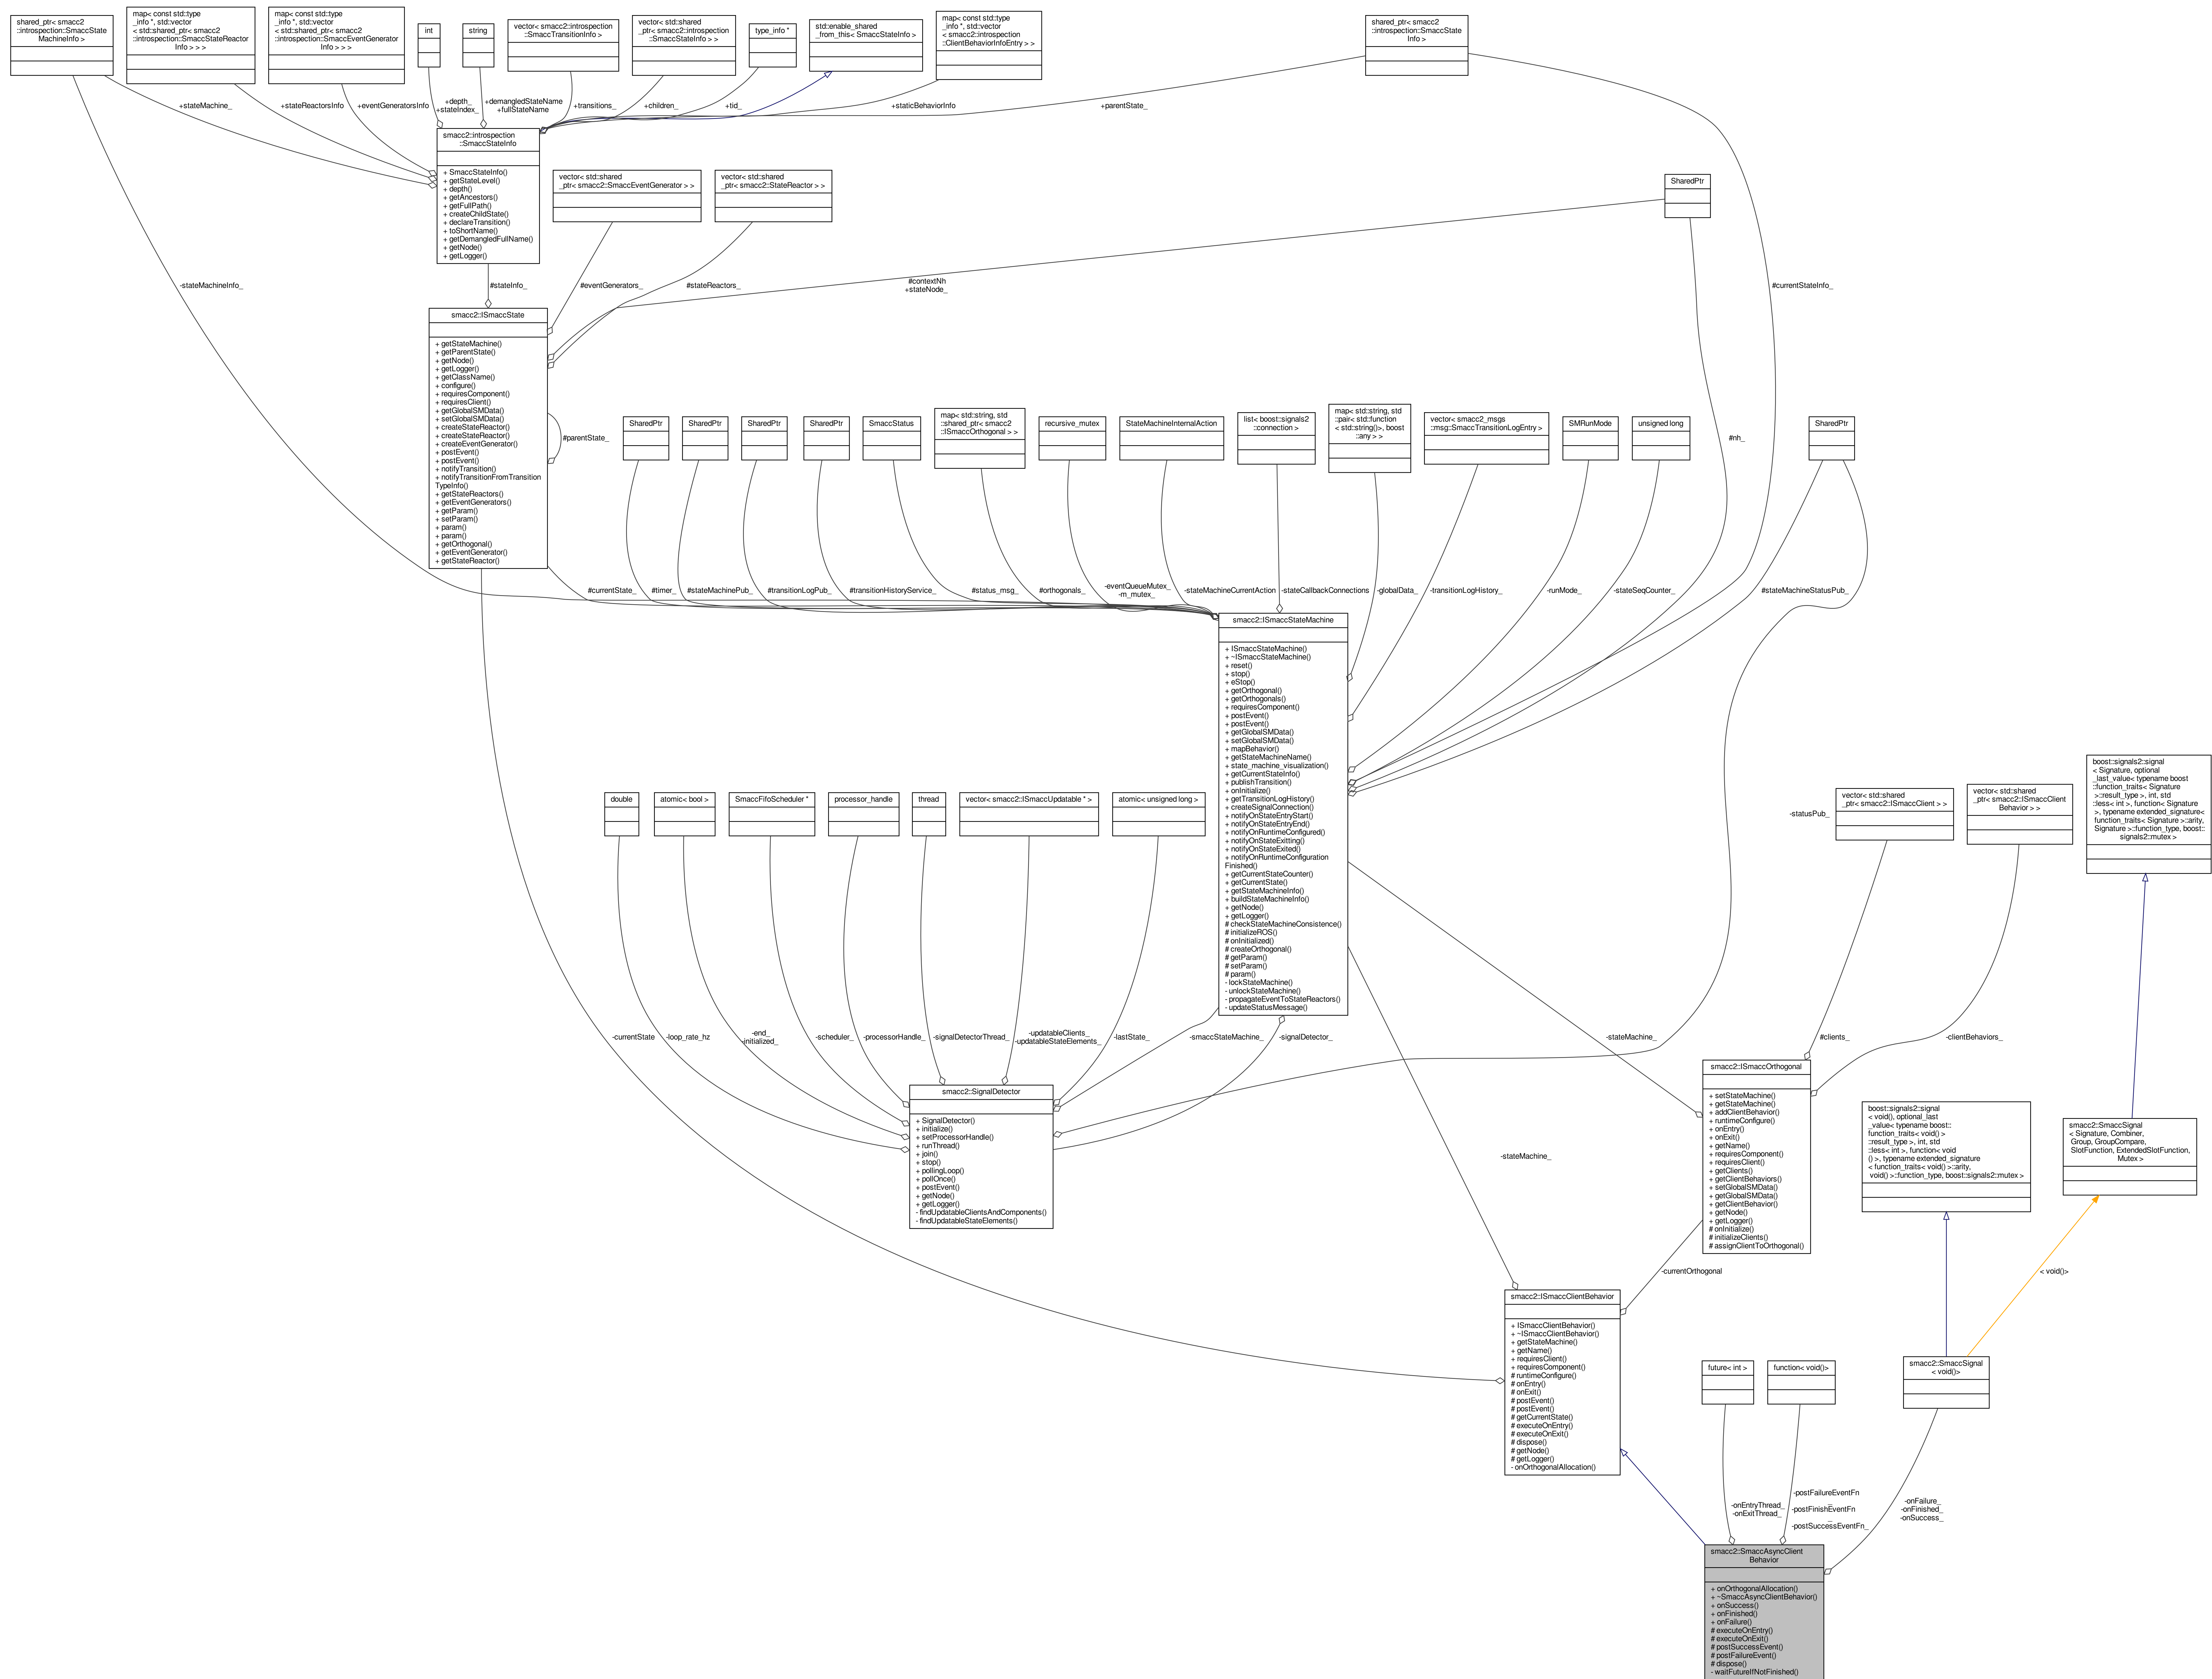 shared_ptr< smacc2
::introspection::SmaccState
MachineInfo >
map< const std::type
_info *, std::vector
< std::shared_ptr< smacc2
::introspection::SmaccStateReactor
Info > > >
map< const std::type
_info *, std::vector
< std::shared_ptr< smacc2
::introspection::SmaccEventGenerator
Info > > >
int
string
vector< smacc2::introspection
::SmaccTransitionInfo >
vector< std::shared
_ptr< smacc2::introspection
::SmaccStateInfo > >
type_info *
std::enable_shared
_from_this< SmaccStateInfo >
map< const std::type
_info *, std::vector
< smacc2::introspection
::ClientBehaviorInfoEntry > >
shared_ptr< smacc2
::introspection::SmaccState
Info >
+stateMachine_
+stateReactorsInfo
+eventGeneratorsInfo
+depth_
+stateIndex_
+demangledStateName
+fullStateName
+transitions_
+children_
+tid_
+staticBehaviorInfo
+parentState_
smacc2::introspection
::SmaccStateInfo
+ SmaccStateInfo()
+ getStateLevel()
+ depth()
+ getAncestors()
+ getFullPath()
+ createChildState()
+ declareTransition()
+ toShortName()
+ getDemangledFullName()
+ getNode()
+ getLogger()
vector< std::shared
_ptr< smacc2::SmaccEventGenerator > >
vector< std::shared
_ptr< smacc2::StateReactor > >
SharedPtr
-stateMachineInfo_
#stateInfo_
#eventGenerators_
#stateReactors_
#contextNh
+stateNode_
#currentStateInfo_
smacc2::ISmaccState
+ getStateMachine()
+ getParentState()
+ getNode()
+ getLogger()
+ getClassName()
+ configure()
+ requiresComponent()
+ requiresClient()
+ getGlobalSMData()
+ setGlobalSMData()
+ createStateReactor()
+ createStateReactor()
+ createEventGenerator()
+ postEvent()
+ postEvent()
+ notifyTransition()
+ notifyTransitionFromTransition
TypeInfo()
+ getStateReactors()
+ getEventGenerators()
+ getParam()
+ setParam()
+ param()
+ param()
+ getOrthogonal()
+ getEventGenerator()
+ getStateReactor()
#parentState_
SharedPtr
SharedPtr
SharedPtr
SharedPtr
SmaccStatus
map< std::string, std
::shared_ptr< smacc2
::ISmaccOrthogonal > >
recursive_mutex
StateMachineInternalAction
list< boost::signals2
::connection >
map< std::string, std
::pair< std::function
< std::string()>, boost
::any > >
vector< smacc2_msgs
::msg::SmaccTransitionLogEntry >
SMRunMode
unsigned long
#nh_
SharedPtr
#currentState_
#timer_
#stateMachinePub_
#transitionLogPub_
#transitionHistoryService_
#status_msg_
#orthogonals_
-eventQueueMutex_
-m_mutex_
-stateMachineCurrentAction
-stateCallbackConnections
-globalData_
-transitionLogHistory_
-runMode_
-stateSeqCounter_
#stateMachineStatusPub_
smacc2::ISmaccStateMachine
+ ISmaccStateMachine()
+ ~ISmaccStateMachine()
+ reset()
+ stop()
+ eStop()
+ getOrthogonal()
+ getOrthogonals()
+ requiresComponent()
+ postEvent()
+ postEvent()
+ getGlobalSMData()
+ setGlobalSMData()
+ mapBehavior()
+ getStateMachineName()
+ state_machine_visualization()
+ getCurrentStateInfo()
+ publishTransition()
+ onInitialize()
+ getTransitionLogHistory()
+ createSignalConnection()
+ notifyOnStateEntryStart()
+ notifyOnStateEntryEnd()
+ notifyOnRuntimeConfigured()
+ notifyOnStateExitting()
+ notifyOnStateExited()
+ notifyOnRuntimeConfiguration
Finished()
+ getCurrentStateCounter()
+ getCurrentState()
+ getStateMachineInfo()
+ buildStateMachineInfo()
+ getNode()
+ getLogger()
# checkStateMachineConsistence()
# initializeROS()
# onInitialized()
# createOrthogonal()
# getParam()
# setParam()
# param()
- lockStateMachine()
- unlockStateMachine()
- propagateEventToStateReactors()
- updateStatusMessage()
double
atomic< bool >
SmaccFifoScheduler *
processor_handle
thread
vector< smacc2::ISmaccUpdatable * >
atomic< unsigned long >
-statusPub_
vector< std::shared
_ptr< smacc2::ISmaccClient > >
vector< std::shared
_ptr< smacc2::ISmaccClient
Behavior > >
boost::signals2::signal
< Signature, optional
_last_value< typename boost
::function_traits< Signature
>::result_type >, int, std
::less< int >, function< Signature
>, typename extended_signature<
function_traits< Signature >::arity,
Signature >::function_type, boost::
signals2::mutex >
-currentState
-loop_rate_hz
-end_
-initialized_
-scheduler_
-processorHandle_
-signalDetectorThread_
-updatableClients_
-updatableStateElements_
-lastState_
-smaccStateMachine_
-signalDetector_
-stateMachine_
#clients_
-clientBehaviors_
smacc2::SignalDetector
+ SignalDetector()
+ initialize()
+ setProcessorHandle()
+ runThread()
+ join()
+ stop()
+ pollingLoop()
+ pollOnce()
+ postEvent()
+ getNode()
+ getLogger()
- findUpdatableClientsAndComponents()
- findUpdatableStateElements()
smacc2::ISmaccOrthogonal
+ setStateMachine()
+ getStateMachine()
+ addClientBehavior()
+ runtimeConfigure()
+ onEntry()
+ onExit()
+ getName()
+ requiresComponent()
+ requiresClient()
+ getClients()
+ getClientBehaviors()
+ setGlobalSMData()
+ getGlobalSMData()
+ getClientBehavior()
+ getNode()
+ getLogger()
# onInitialize()
# initializeClients()
# assignClientToOrthogonal()
boost::signals2::signal
< void(), optional_last
_value< typename boost::
function_traits< void() >
::result_type >, int, std
::less< int >, function< void
() >, typename extended_signature
< function_traits< void() >::arity,
void() >::function_type, boost::signals2::mutex >
smacc2::SmaccSignal
< Signature, Combiner,
Group, GroupCompare,
SlotFunction, ExtendedSlotFunction,
Mutex >
-stateMachine_
-currentOrthogonal
< void()>
smacc2::ISmaccClientBehavior
+ ISmaccClientBehavior()
+ ~ISmaccClientBehavior()
+ getStateMachine()
+ getName()
+ requiresClient()
+ requiresComponent()
# runtimeConfigure()
# onEntry()
# onExit()
# postEvent()
# postEvent()
# getCurrentState()
# executeOnEntry()
# executeOnExit()
# dispose()
# getNode()
# getLogger()
- onOrthogonalAllocation()
future< int >
function< void()>
smacc2::SmaccSignal
< void()>
-onEntryThread_
-onExitThread_
-postFailureEventFn
_
-postFinishEventFn
_
-postSuccessEventFn_
-onFailure_
-onFinished_
-onSuccess_
smacc2::SmaccAsyncClient
Behavior
+ onOrthogonalAllocation()
+ ~SmaccAsyncClientBehavior()
+ onSuccess()
+ onFinished()
+ onFailure()
# executeOnEntry()
# executeOnExit()
# postSuccessEvent()
# postFailureEvent()
# dispose()
- waitFutureIfNotFinished()